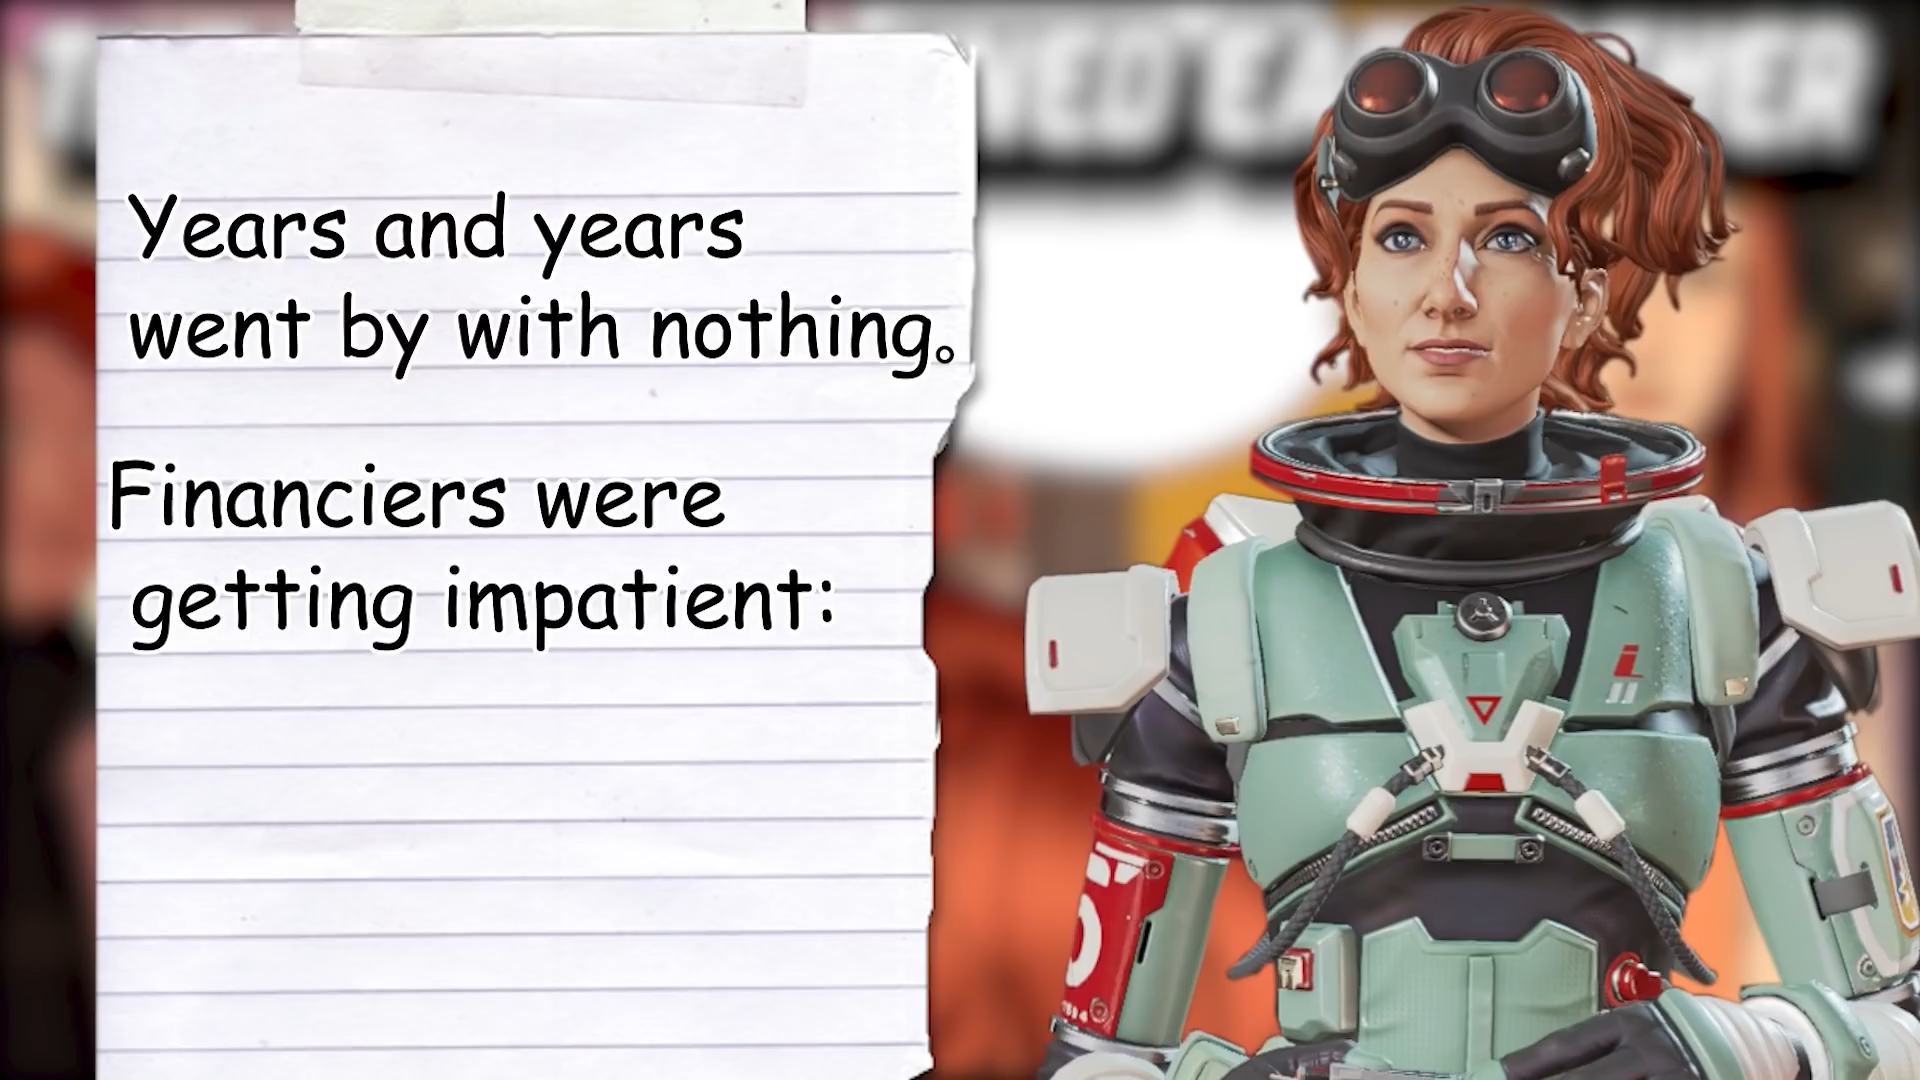 Years and years
went by with nothing.
Financiers were
getting impatient: